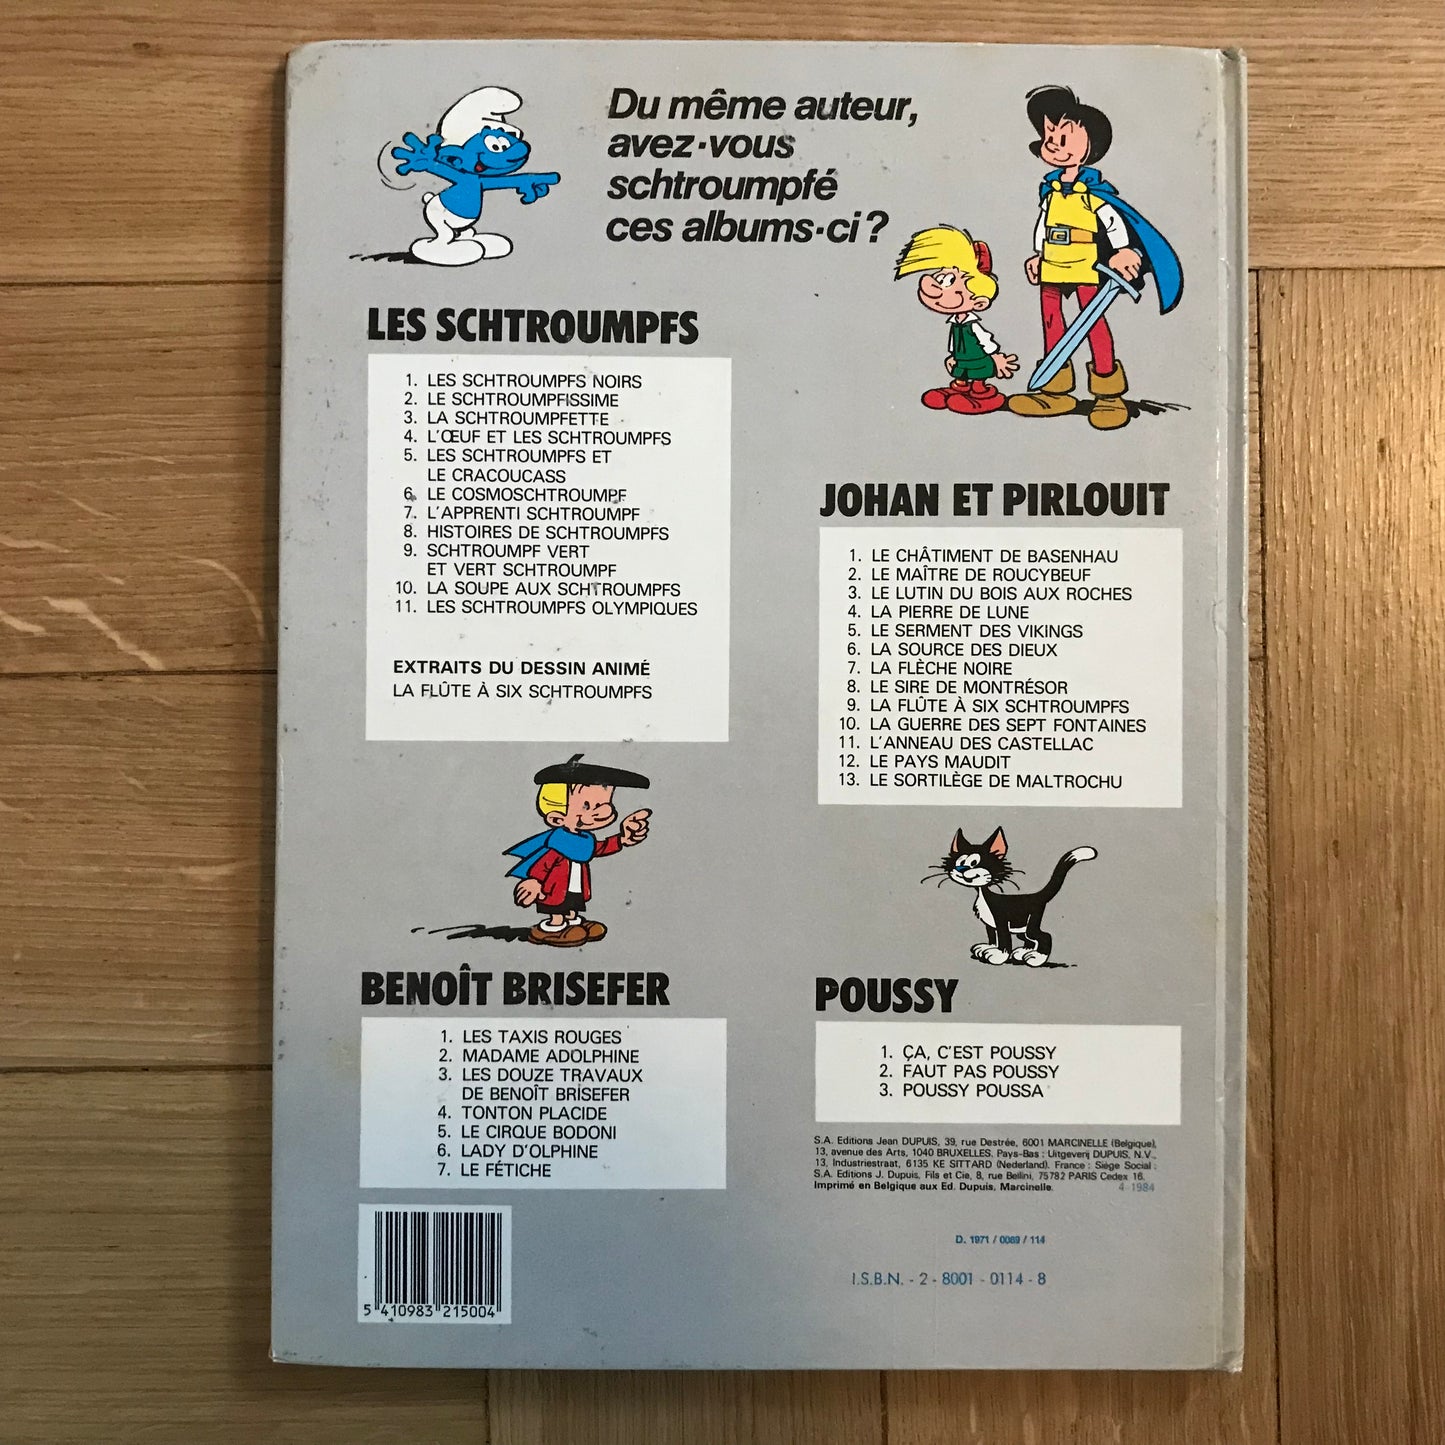 Du même auteur,
avez-vous
schtroumpfé
ces albums-ci ?
LES SCHTROUMPFS
1. LES SCHTROUMPFS NOIRS
2. LE SCHTROUMPFISSIME
3. LA SCHTROUMPFETTE
4. L'ŒUF ET LES SCHTROUMPFS
5. LES SCHTROUMPFS ET
LE CRACOUCASS
6. LE COSMOSCHTROUMPF
7. L'APPRENTI SCHTROUMPF
8. HISTOIRES DE SCHTROUMPFS
9. SCHTROUMPF VERT
ET VERT SCHTROUMPF
10. LA SOUPE AUX SCHTROUMPFS
11. LES SCHTROUMPFS OLYMPIQUES
EXTRAITS DU DESSIN ANIMÉ
LA FLÛTE À SIX SCHTROUMPFS
JOHAN ET PIRLOUIT
1. LE CHÂTIMENT DE BASENHAU
2. LE MAÎTRE DE ROUCYBEUF
3. LE LUTIN DU BOIS AUX ROCHES
4. LA PIERRE DE LUNE
5. LE SERMENT DES VIKINGS
6. LA SOURCE DES DIEUX
7. LA FLÈCHE NOIRE
8. LE SIRE DE MONTRÉSOR
9. LA FLÛTE À SIX SCHTROUMPFS
10. LA GUERRE DES SEPT FONTAINES
11. L'ANNEAU DES CASTELLAC
12. LE PAYS MAUDIT
13. LE SORTILÈGE DE MALTROCHU
BENOÎT BRISEFER
1. LES TAXIS ROUGES
2. MADAME ADOLPHINE
3. LES DOUZE TRAVAUX
DE BENOÎT BRISEFER
4. TONTON PLACIDE
5. LE CIRQUE BODONI
6. LADY D'OLPHINE
7. LE FÉTICHE
POUSSY
1. ÇA, C'EST POUSSY
2. FAUT PAS POUSSY
3. POUSSY POUSSA
S.A. Editions Jean DUPUIS, 39, rue Destrée, 6001 MARCINELLE (Belgique),
13, avenue des Arts, 1040 BRUXELLES. Pays-Bas : Uitgeverij DUPUIS, N.V.,
13, Industriestraat, 6135 KE SITTARD (Nederland). France : Siège Social :
S.A. Editions J. Dupuis, Fils et Cie, 8, rue Bellini, 75782 PARIS Cedex 16.
Imprimé en Belgique aux Ed. Dupuis, Marcinelle. 4-1984
D. 1971 / 0089 / 114
I.S.B.N. - 2 - 8001 - 0114 - 8
5 410983 215004